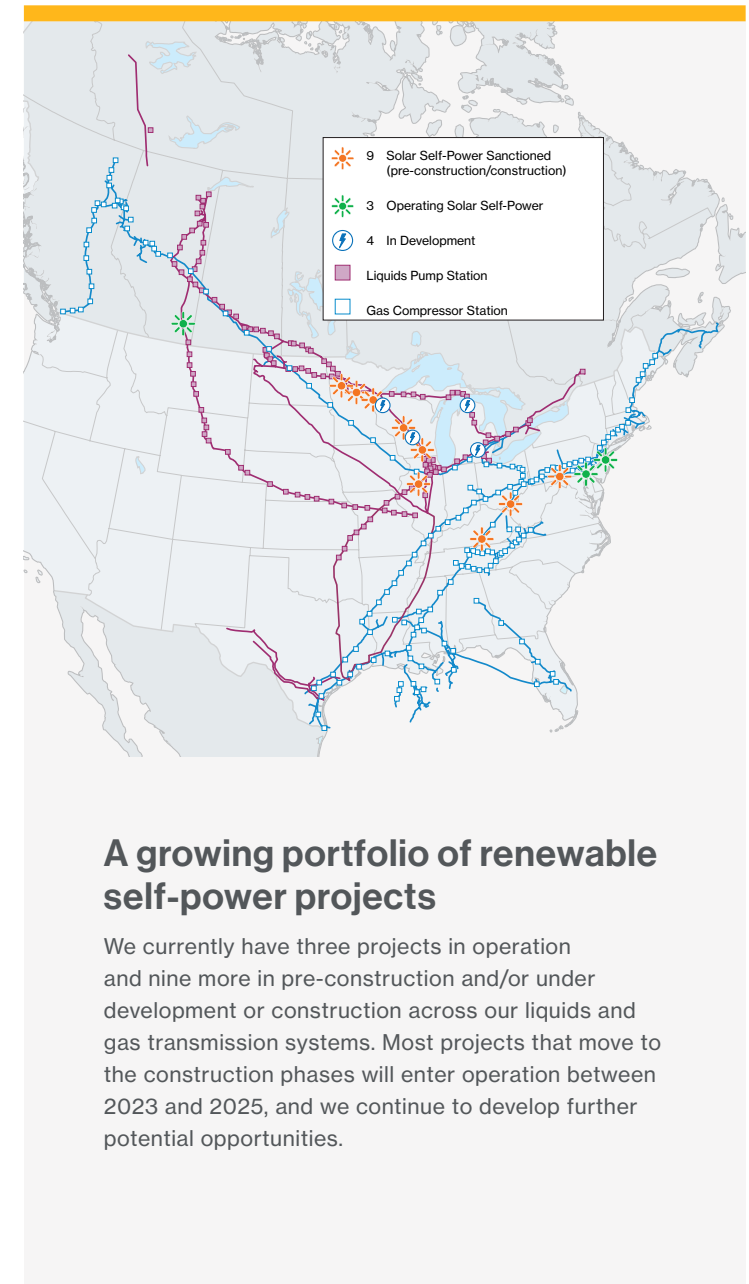 9 Solar Self-Power Sanctioned
(pre-construction/construction)
3 Operating Solar Self-Power
4 In Development
Liquids Pump Station
Gas Compressor Station
A growing portfolio of renewable
self-power projects
We currently have three projects in operation
and nine more in pre-construction and/or under
development or construction across our liquids and
gas transmission systems. Most projects that move to
the construction phases will enter operation between
2023 and 2025, and we continue to develop further
potential opportunities.